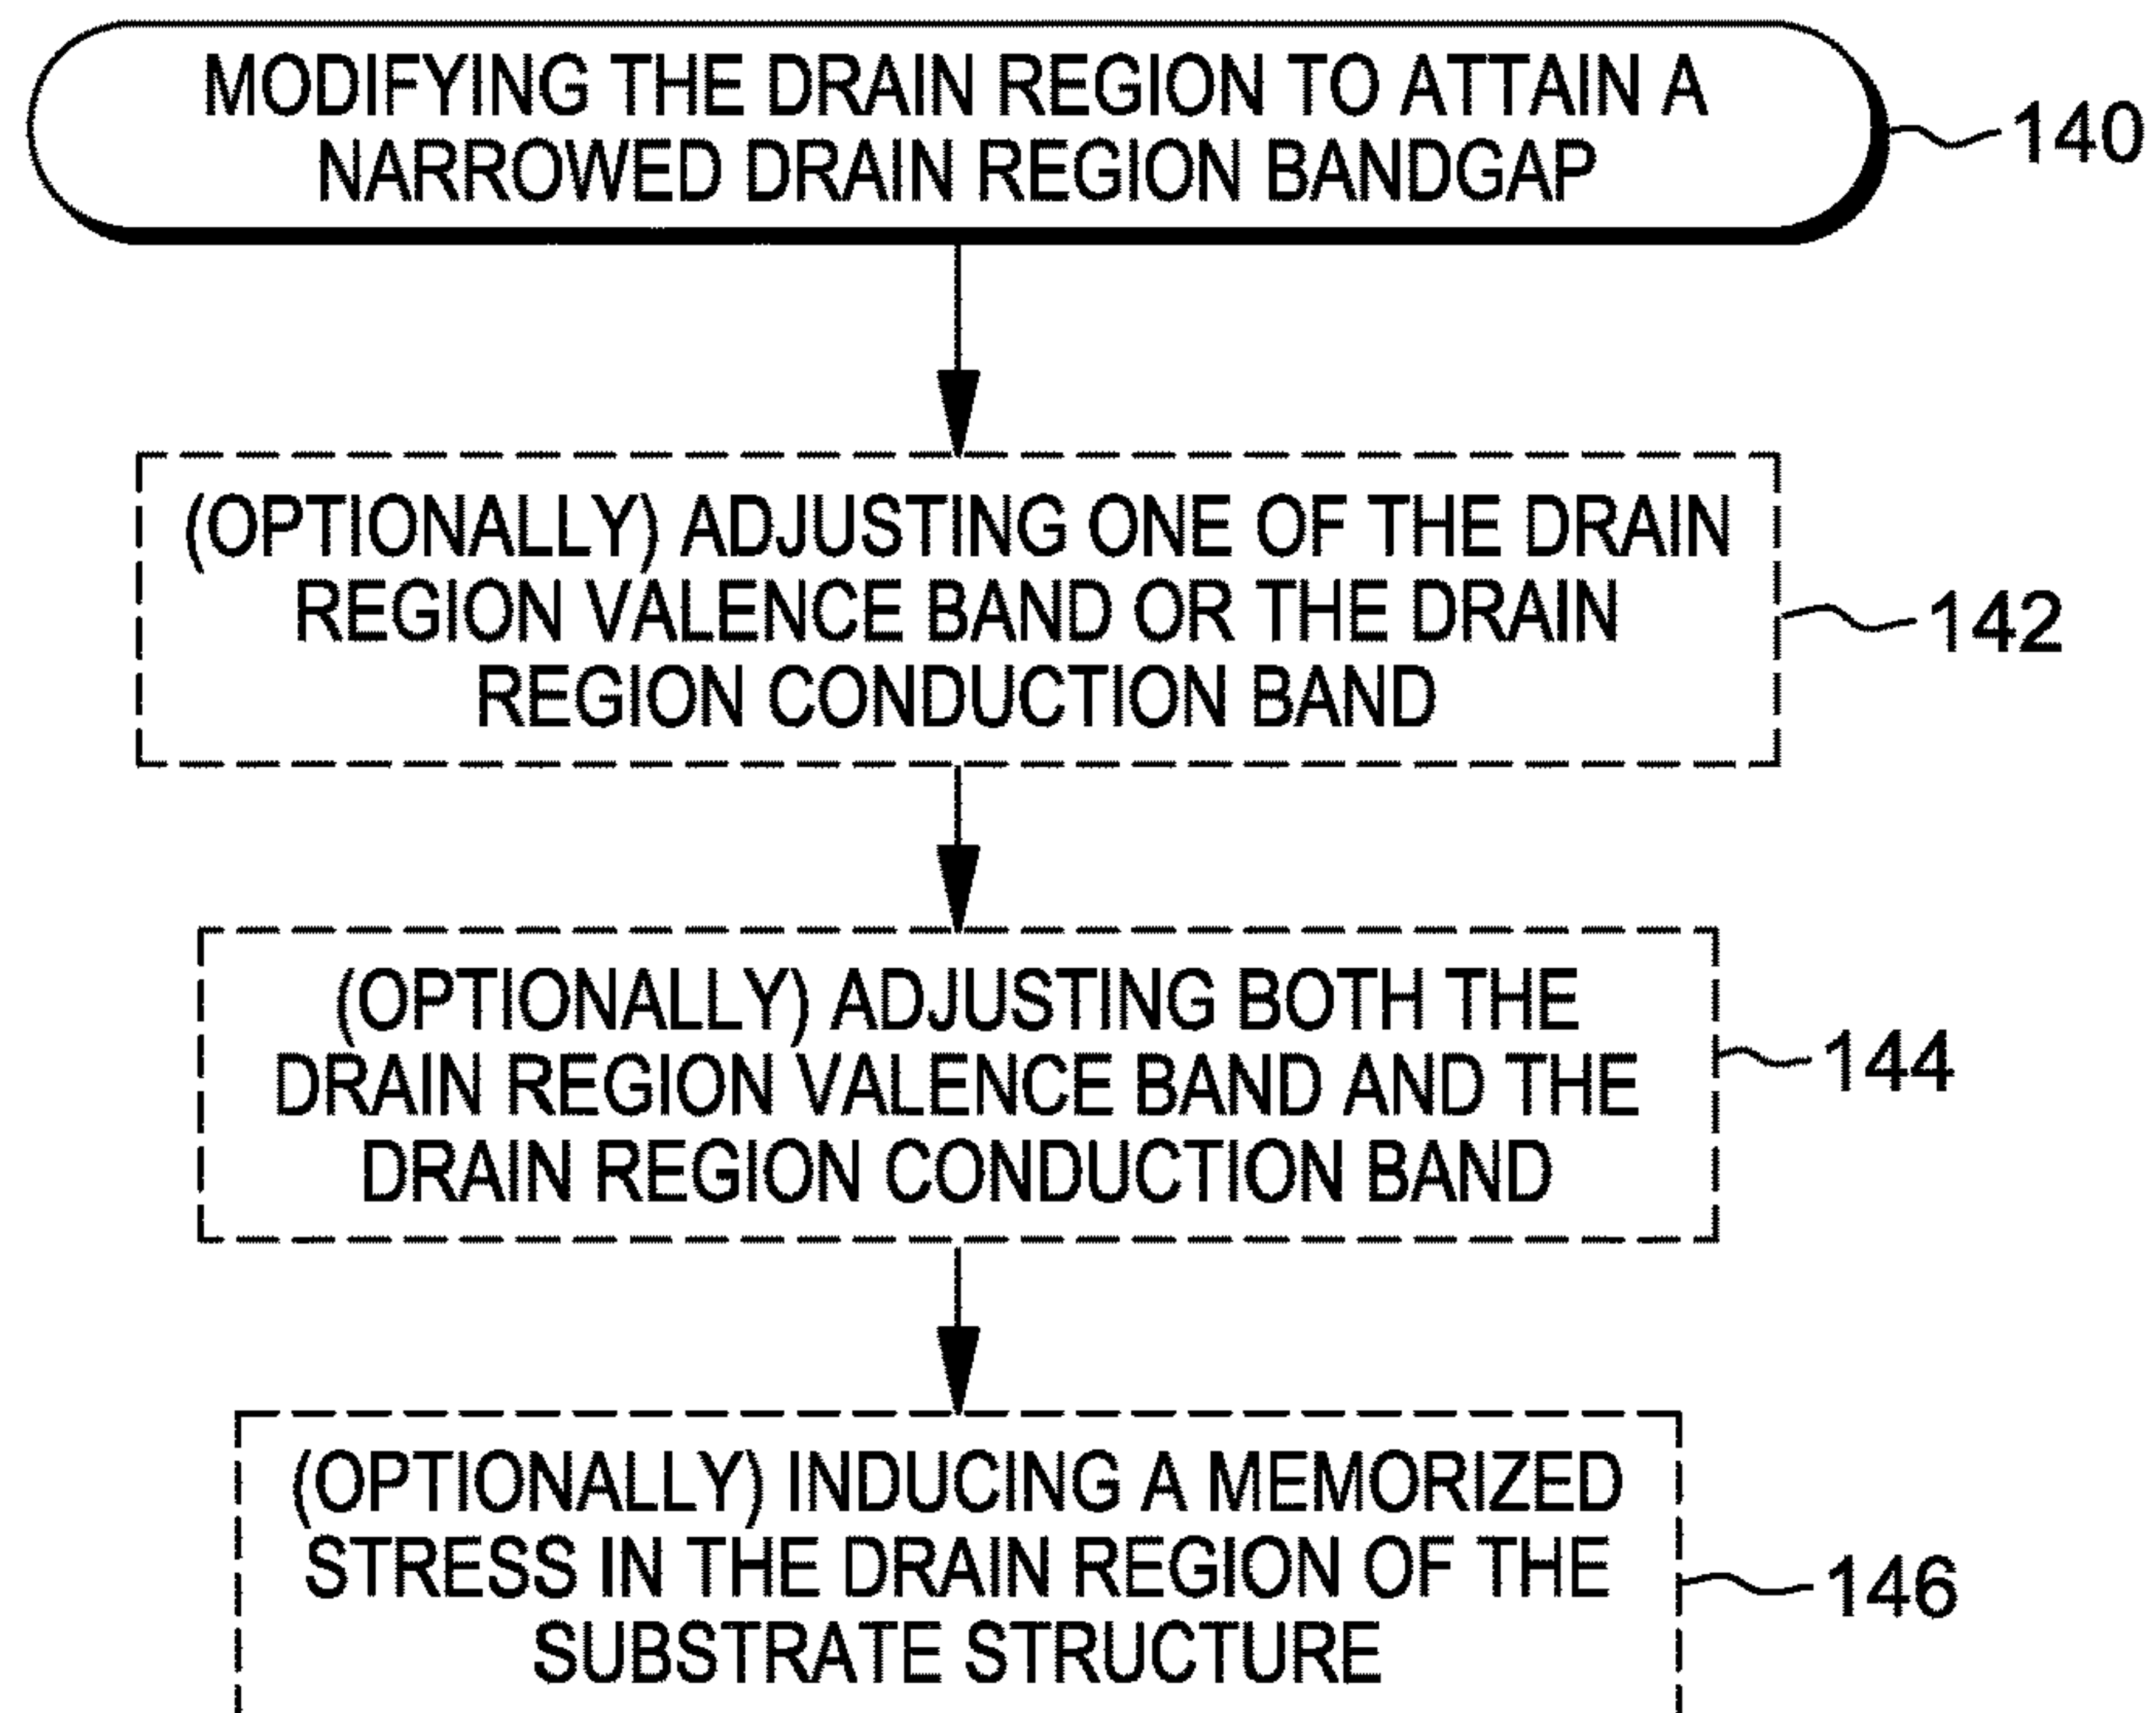 MODIFYING THE DRAIN REGION TO ATTAIN A
NARROWED DRAIN REGION BANDGAP
140
(OPTIONALLY) ADJUSTING ONE OF THE DRAIN
REGION VALENCE BAND OR THE DRAIN
REGION CONDUCTION BAND
142
(OPTIONALLY) ADJUSTING BOTH THE
DRAIN REGION VALENCE BAND AND THE
DRAIN REGION CONDUCTION BAND
144
(OPTIONALLY) INDUCING A MEMORIZED
STRESS IN THE DRAIN REGION OF THE
SUBSTRATE STRUCTURE
146